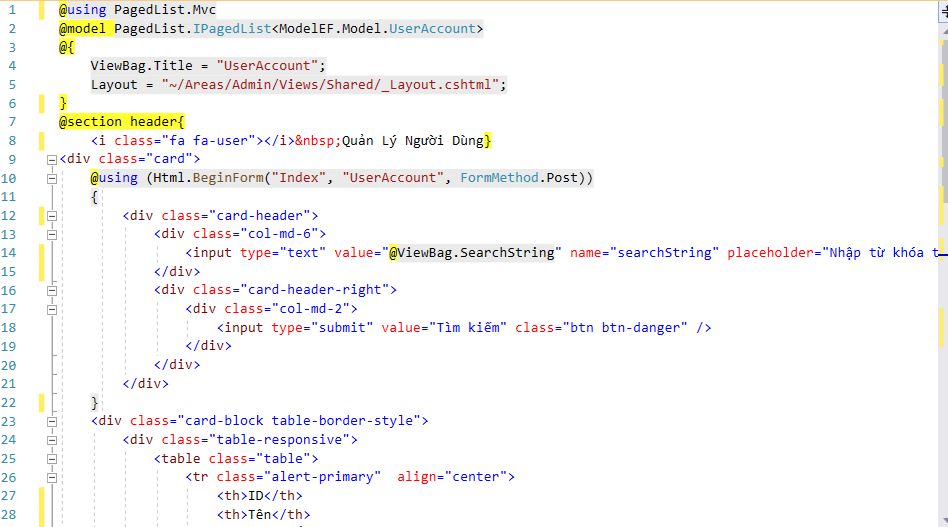 1 @using PagedList.Mvc
2 @model PagedList.IPagedList<ModelEF.Model.UserAccount>
3 @{
4 ViewBag.Title = "UserAccount";
5 Layout = "~/Areas/Admin/Views/Shared/_Layout.cshtml";
6 }
7 @section header{
8 <i class="fa fa-user"></i>&nbsp;Quản Lý Người Dùng}
9 <div class="card">
10 @using (Html.BeginForm("Index", "UserAccount", FormMethod.Post))
11 {
12 <div class="card-header">
13 <div class="col-md-6">
14 <input type="text" value="@ViewBag.SearchString" name="searchString" placeholder="Nhập từ khóa t
15 </div>
16 <div class="card-header-right">
17 <div class="col-md-2">
18 <input type="submit" value="Tìm kiếm" class="btn btn-danger" />
19 </div>
20 </div>
21 </div>
22 }
23 <div class="card-block table-border-style">
24 <div class="table-responsive">
25 <table class="table">
26 <tr class="alert-primary"  align="center">
27 <th>ID</th>
28 <th>Tên</th>